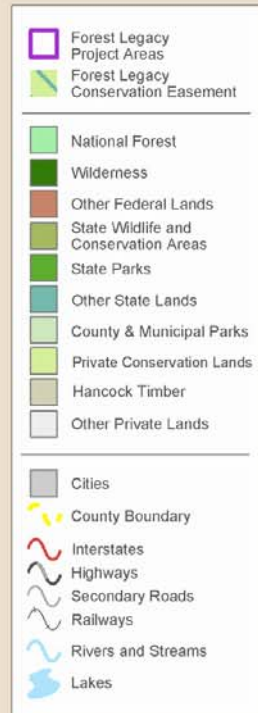 Forest Legacy
Project Areas
Forest Legacy
Conservation Easement
National Forest
Wilderness
Other Federal Lands
State Wildlife and
Conservation Areas
State Parks
Other State Lands
County & Municipal Parks
Private Conservation Lands
Hancock Timber
Other Private Lands
Cities
County Boundary
Interstates
Highways
Secondary Roads
Railways
Rivers and Streams
Lakes